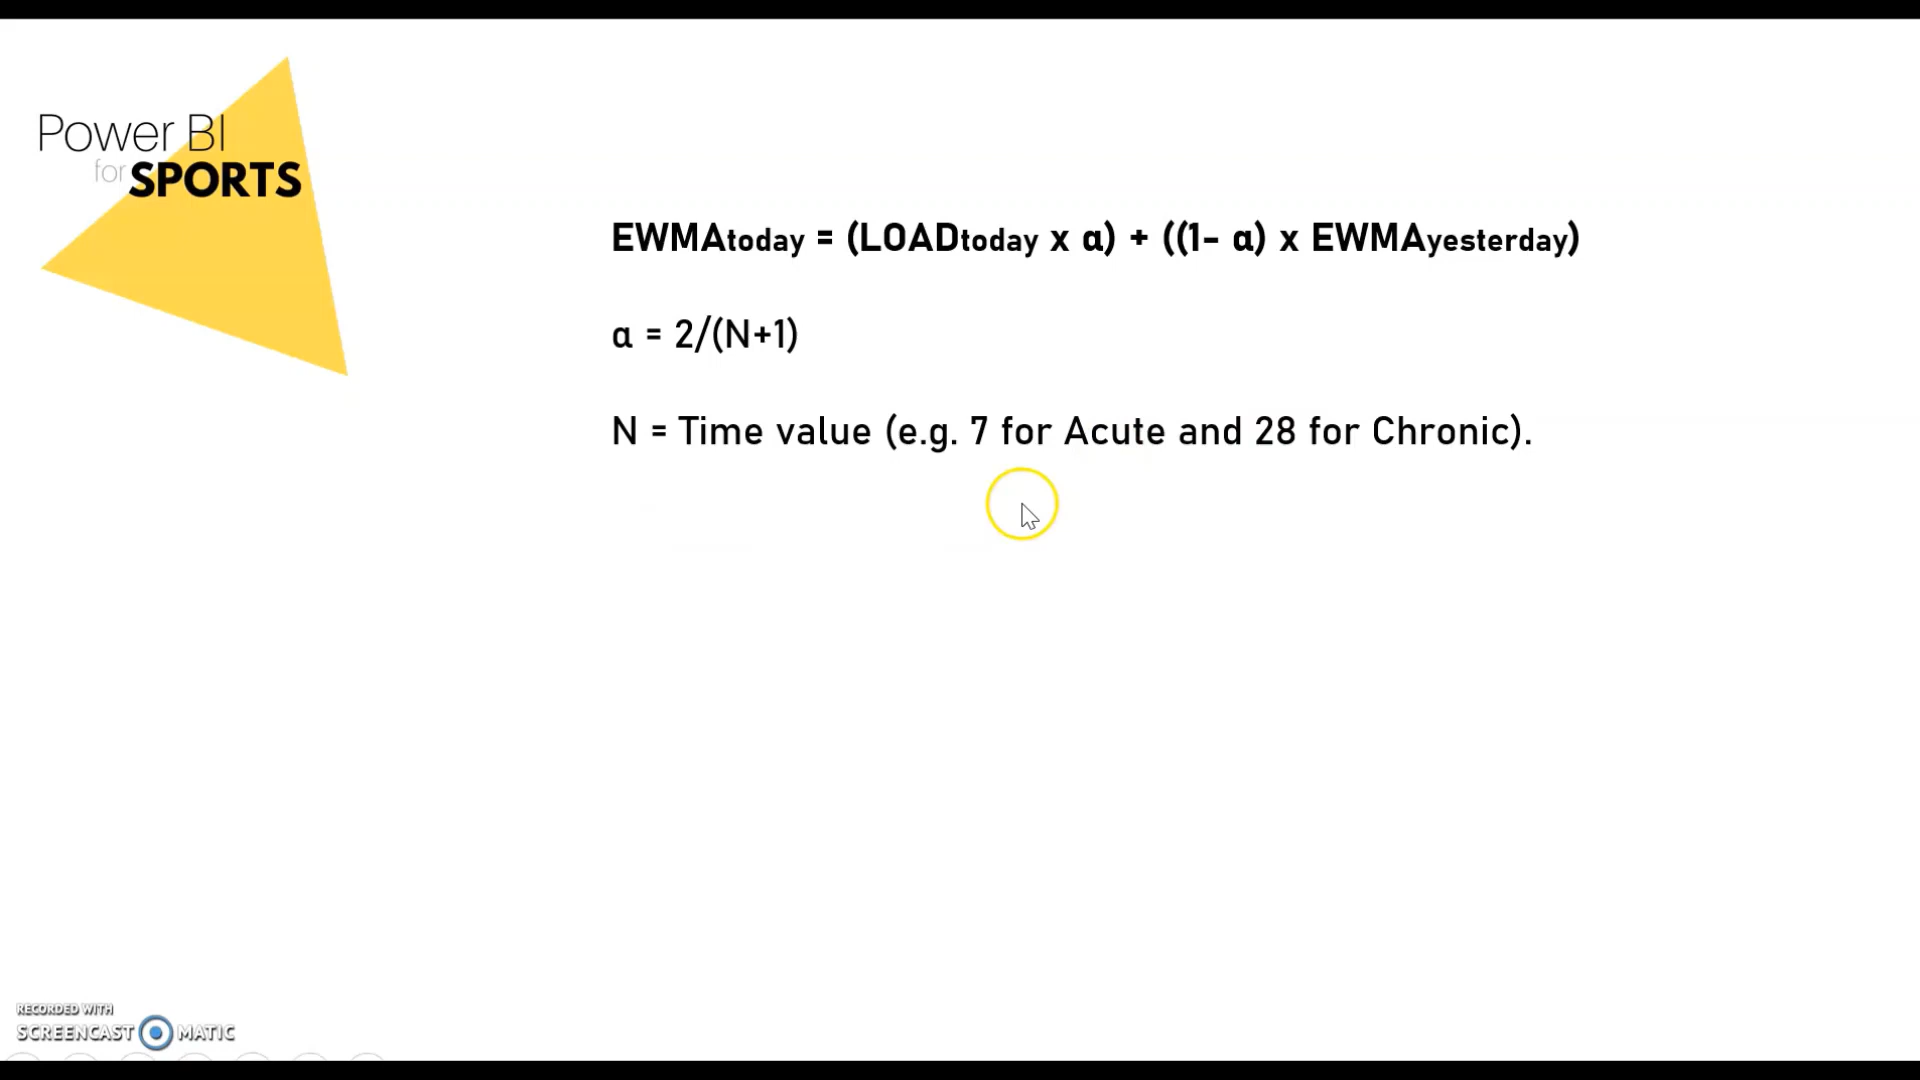 Power BI
for SPORTS
EWMAtoday = (LOADtoday x α) + ((1- α) x EWMAyesterday)
α = 2/(N+1)
N = Time value (e.g. 7 for Acute and 28 for Chronic).
RECORDED WITH
SCREENCAST MATIC